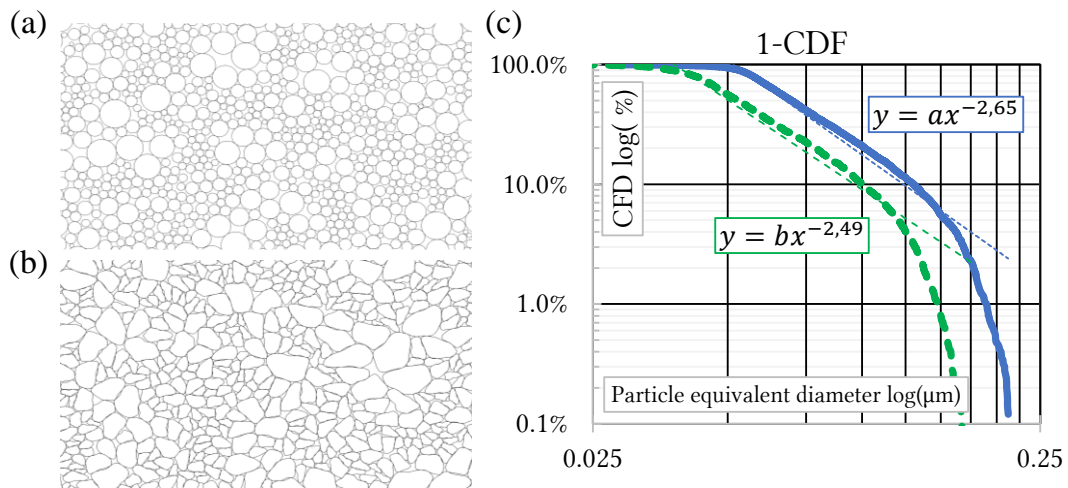 (a)
(b)
(c)
1-CDF
100.0%
10.0%
1.0%
0.1%
CFD log( %)
y = ax^{-2,65}
y = bx^{-2,49}
Particle equivalent diameter log(μm)
0.025
0.25